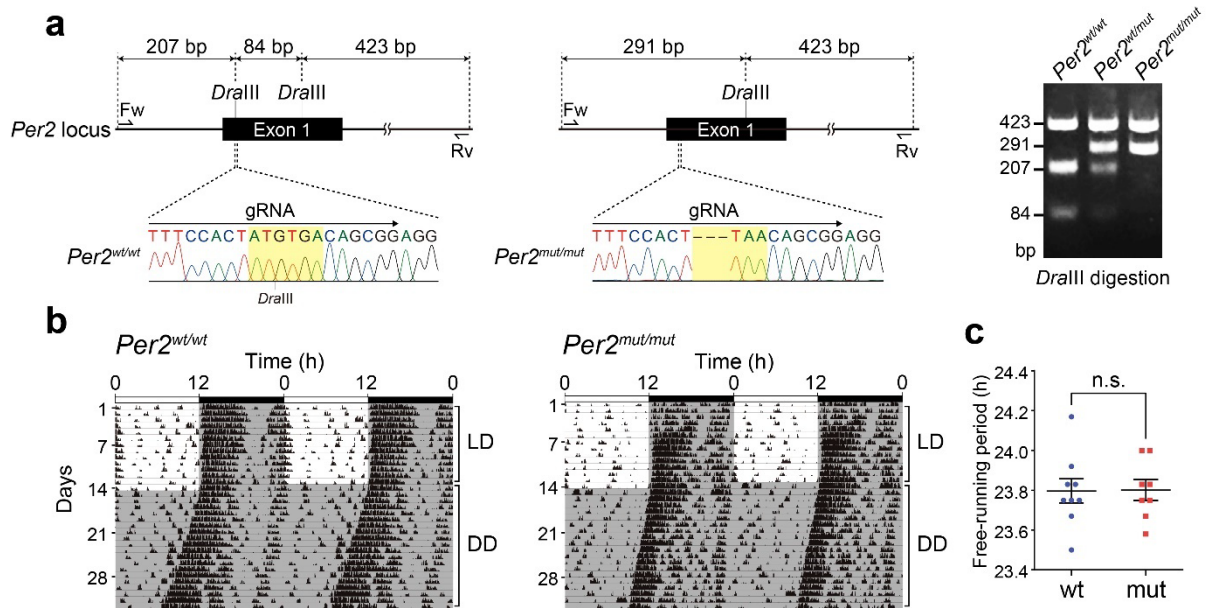 a
207 bp 84 bp 423 bp
DraIII DraIII
Fw
Per2 locus Exon 1
Rv
gRNA
TTTCCACTATGTGACAGCGGAGG
Per2wt/wt
DraIII
291 bp 423 bp
DraIII
Fw
Exon 1
Rv
gRNA
TTTCCACT---TAACAGCGGAGG
Per2mut/mut
Per2wt/wt Per2wt/mut Per2mut/mut
423
291
207
84
bp
DraIII digestion
b
Per2wt/wt
Time (h)
0 12 0 12 0
Days
1
7
14
21
28
LD
DD
Per2mut/mut
Time (h)
0 12 0 12 0
1
7
14
21
28
LD
DD
c
Free-running period (h)
24.4
24.2
24.0
23.8
23.6
23.4
n.s.
wt mut